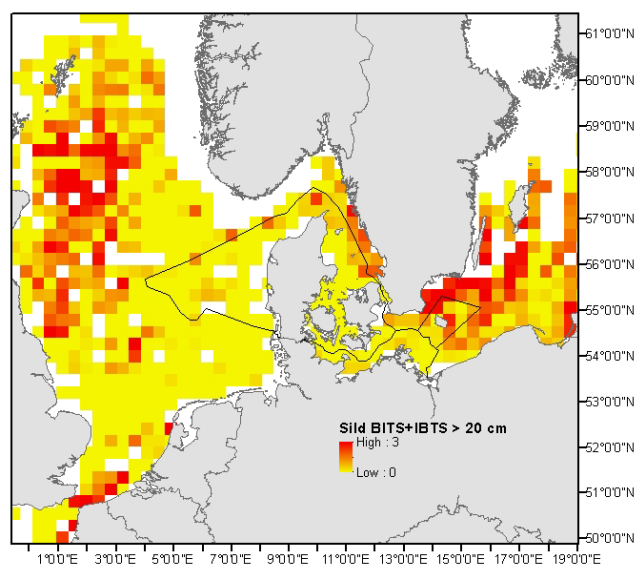 61°0'0"N
60°0'0"N
59°0'0"N
58°0'0"N
57°0'0"N
56°0'0"N
55°0'0"N
54°0'0"N
53°0'0"N
52°0'0"N
51°0'0"N
50°0'0"N
Sild BITS+IBTS > 20 cm
High : 3
Low : 0
1°0'0"E 3°0'0"E 5°0'0"E 7°0'0"E 9°0'0"E 11°0'0"E 13°0'0"E 15°0'0"E 17°0'0"E 19°0'0"E